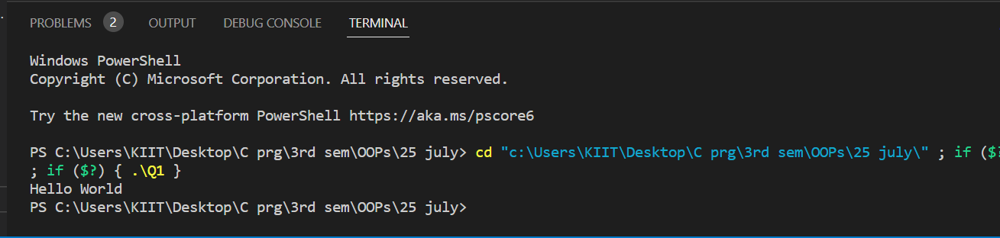 PROBLEMS 2 OUTPUT DEBUG CONSOLE TERMINAL
Windows PowerShell
Copyright (C) Microsoft Corporation. All rights reserved.
Try the new cross-platform PowerShell https://aka.ms/pscore6
PS C:\Users\KIIT\Desktop\C prg\3rd sem\OOPs\25 july> cd "c:\Users\KIIT\Desktop\C prg\3rd sem\OOPs\25 july\" ; if ($?
; if ($?) { .\Q1 }
Hello World
PS C:\Users\KIIT\Desktop\C prg\3rd sem\OOPs\25 july>